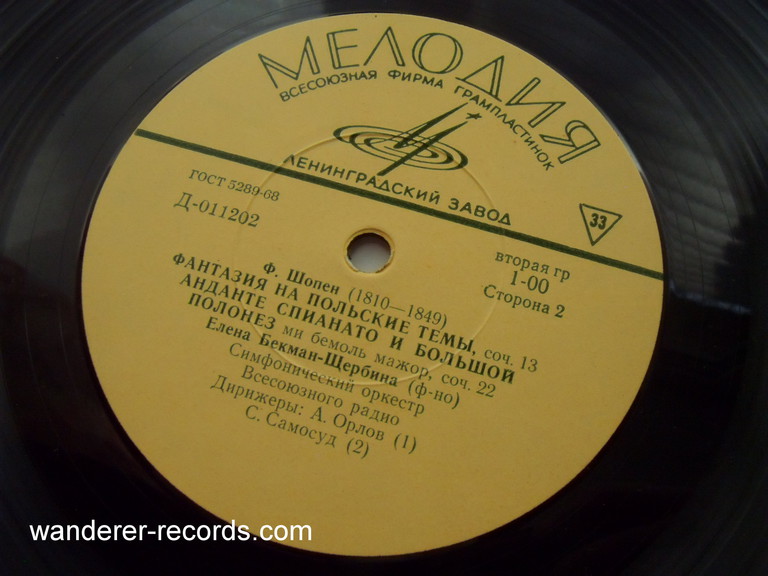 МЕЛОДИЯ
ВСЕСОЮЗНАЯ ФИРМА ГРАМПЛАСТИНОК
ЛЕНИНГРАДСКИЙ ЗАВОД
33
ГОСТ 5289-68
Д-011202
вторая гр
1-00
Сторона 2
Ф. Шопен (1810—1849)
ФАНТАЗИЯ НА ПОЛЬСКИЕ ТЕМЫ, соч. 13
АНДАНТЕ СПИАНАТО И БОЛЬШОЙ
ПОЛОНЕЗ ми бемоль мажор, соч. 22
Елена Бекман-Щербина (ф-но)
Симфонический оркестр
Всесоюзного радио
Дирижеры: А. Орлов (1)
С. Самосуд (2)
wanderer-records.com